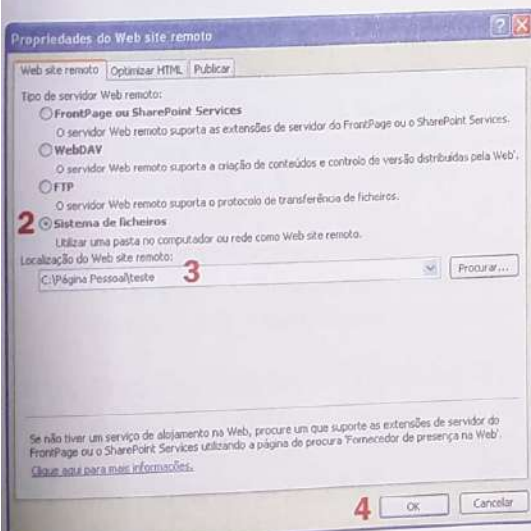 Propriedades do Web site remoto
Web site remoto Optimizar HTML Publicar
Tipo de servidor Web remoto:
FrontPage ou SharePoint Services
O servidor Web remoto suporta as extensões de servidor do FrontPage ou o SharePoint Services.
WebDAV
O servidor Web remoto suporta a criação de conteúdos e controlo de versão distribuídas pela Web'.
FTP
O servidor Web remoto suporta o protocolo de transferência de ficheiros.
2 Sistema de ficheiros
Utilizar uma pasta no computador ou rede como Web site remoto.
Localização do Web site remoto:
C:\Página Pessoal\teste 3 Procurar...
Se não tiver um serviço de alojamento na Web, procure um que suporte as extensões de servidor do
FrontPage ou o SharePoint Services utilizando a página de procura 'Fornecedor de presença na Web'.
Clique aqui para mais informações.
4 OK Cancelar